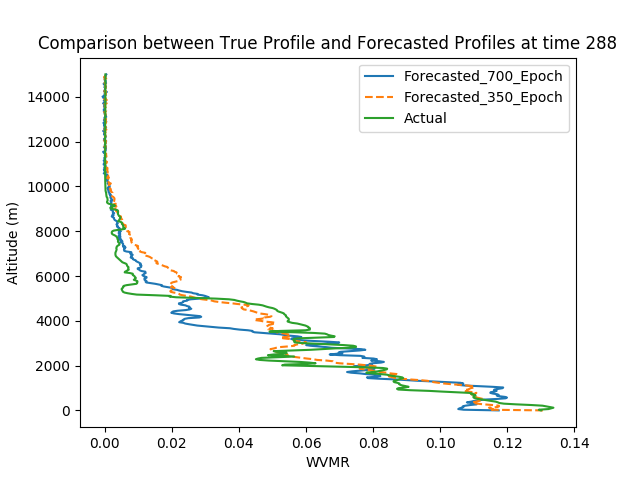 Comparison between True Profile and Forecasted Profiles at time 288
Forecasted_700_Epoch
Forecasted_350_Epoch
Actual
Altitude (m)
14000
12000
10000
8000
6000
4000
2000
0
0.00 0.02 0.04 0.06 0.08 0.10 0.12 0.14
WVMR